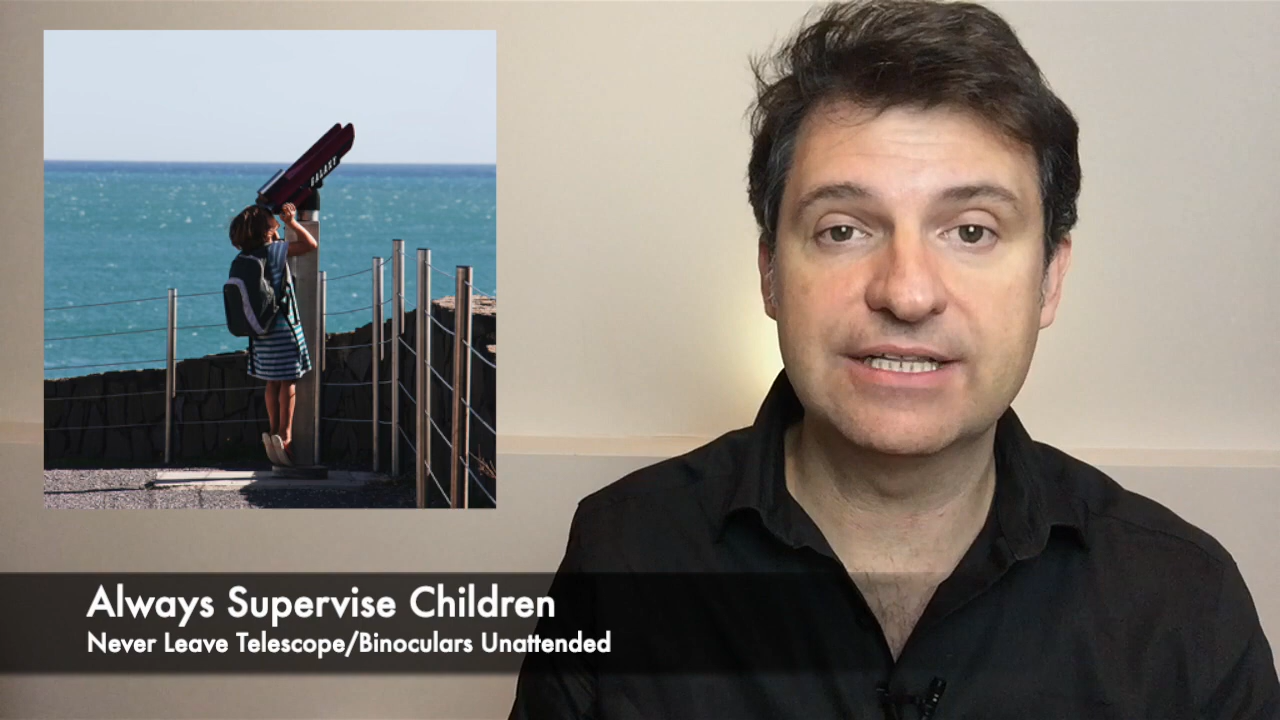 GALAXY
Always Supervise Children
Never Leave Telescope/Binoculars Unattended